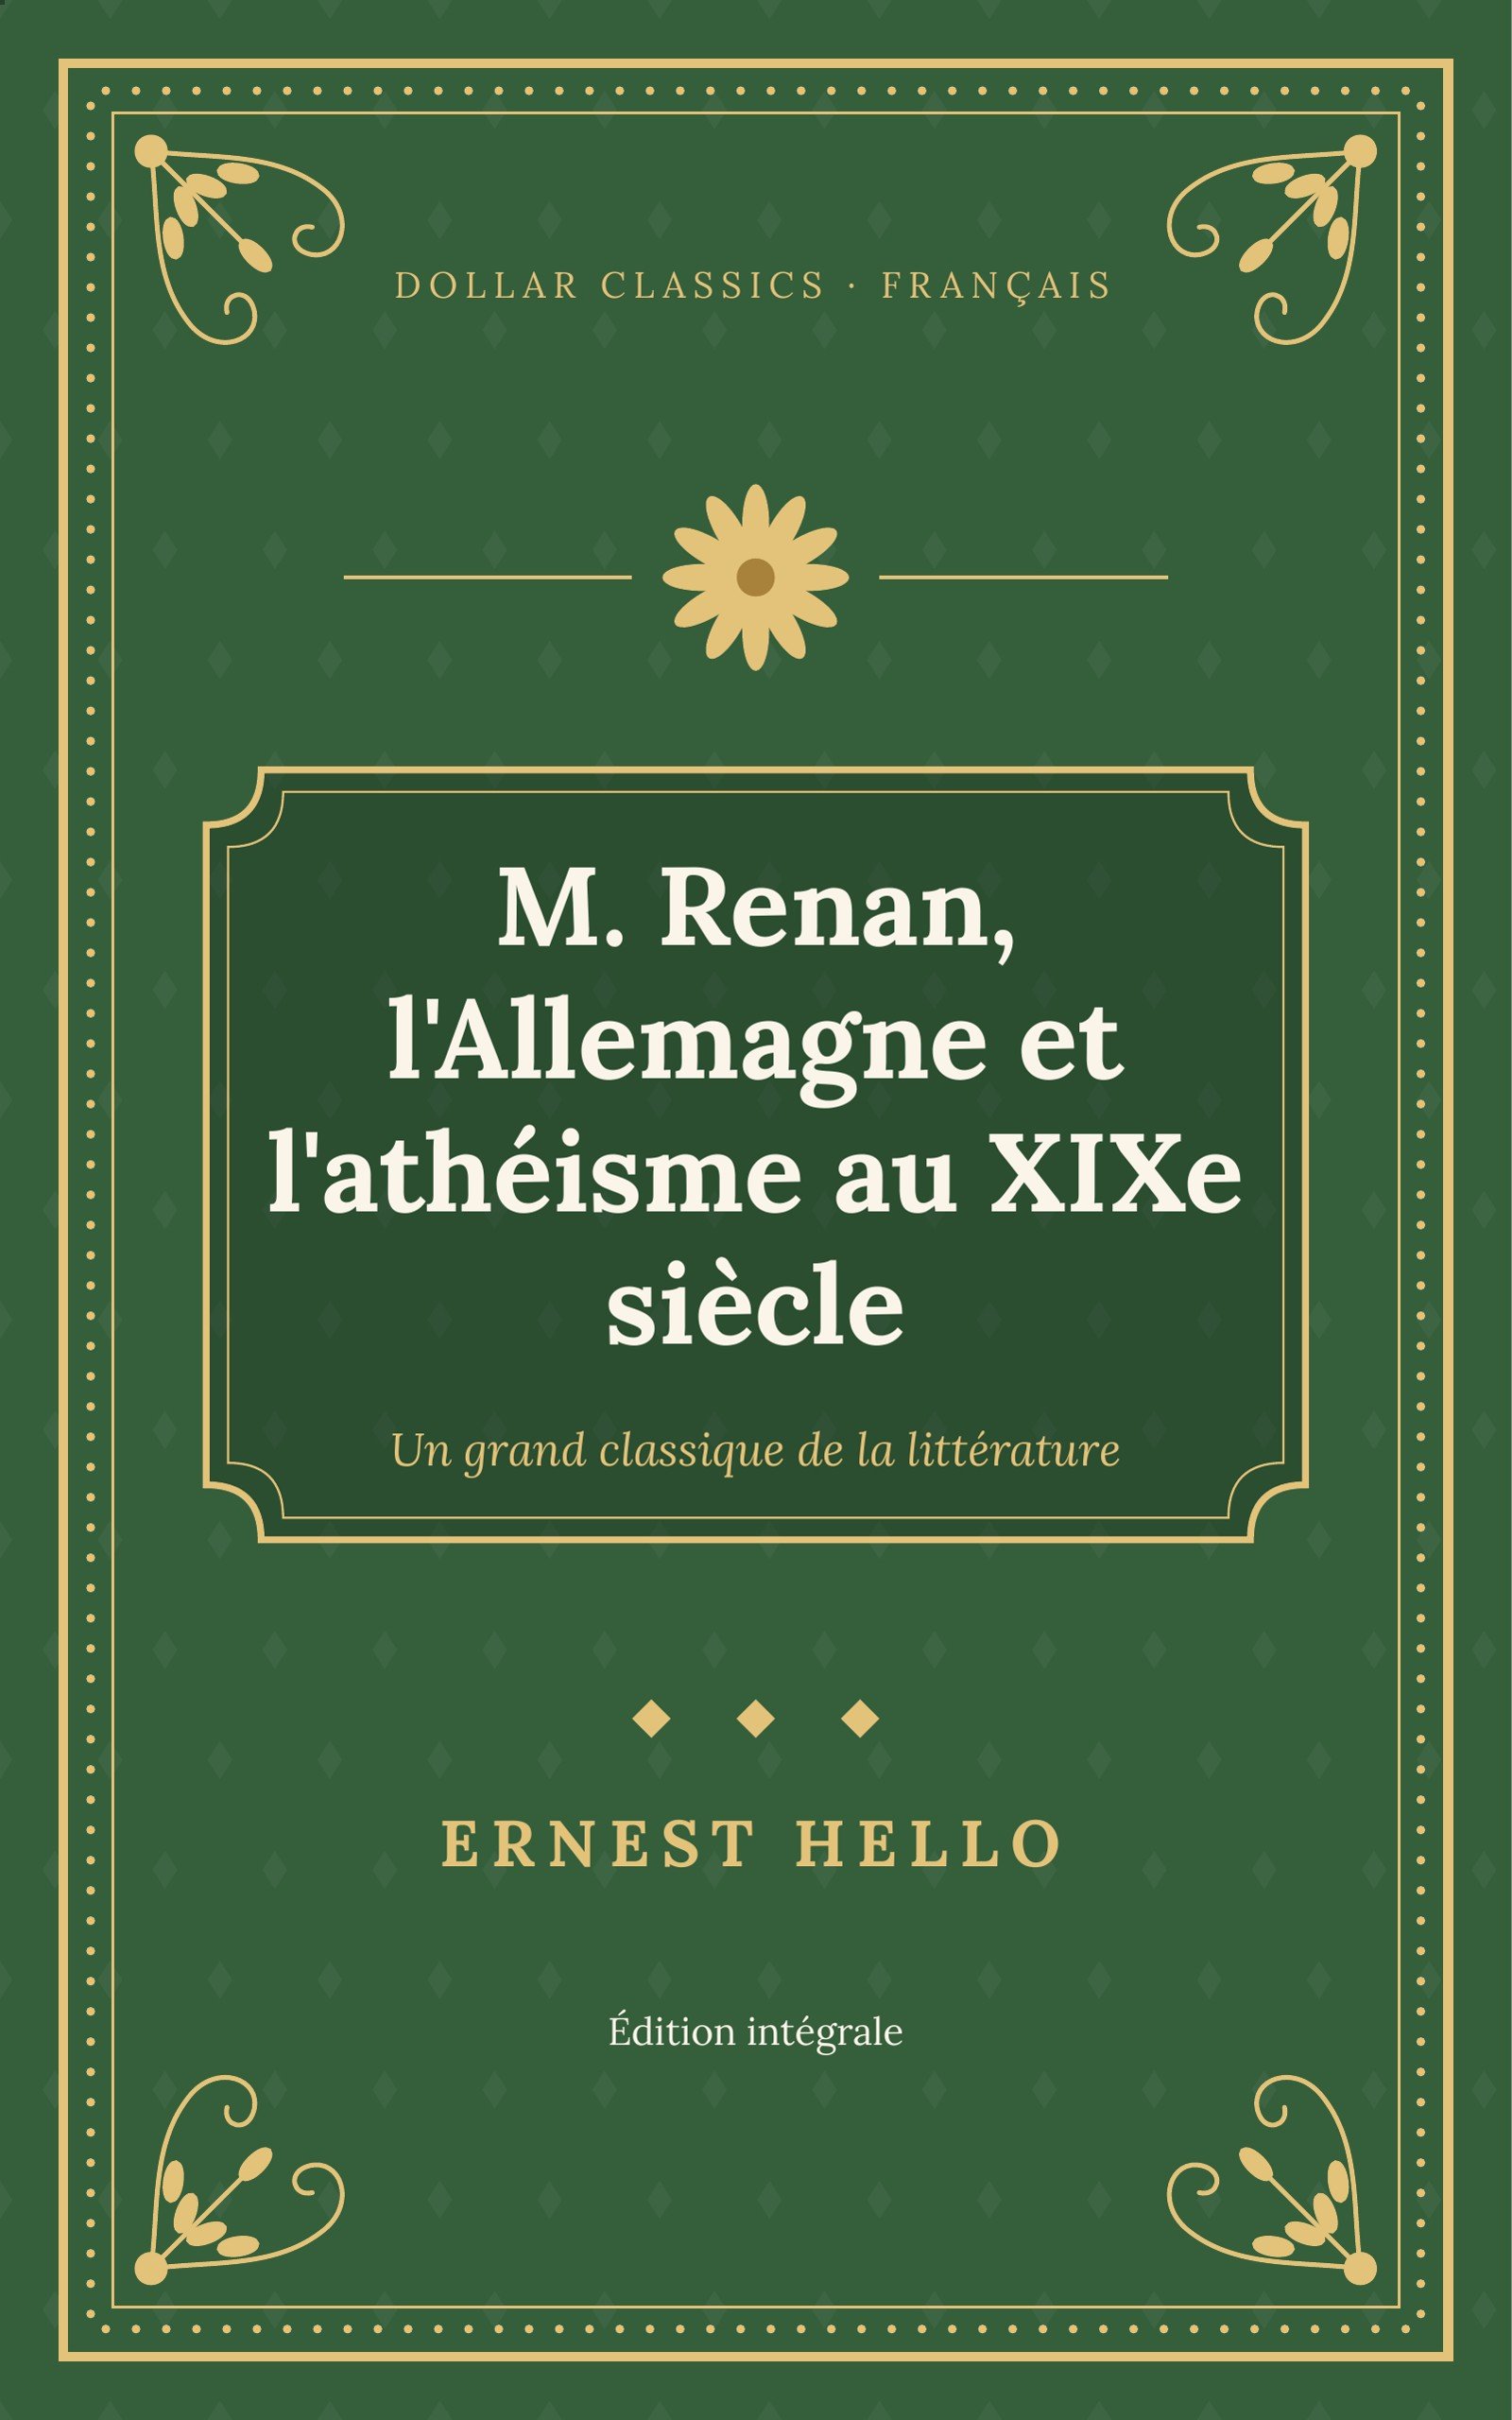 DOLLAR CLASSICS · FRANÇAIS
M. Renan,
l'Allemagne et
l'athéisme au XIXe
siècle
Un grand classique de la littérature
ERNEST HELLO
Édition intégrale